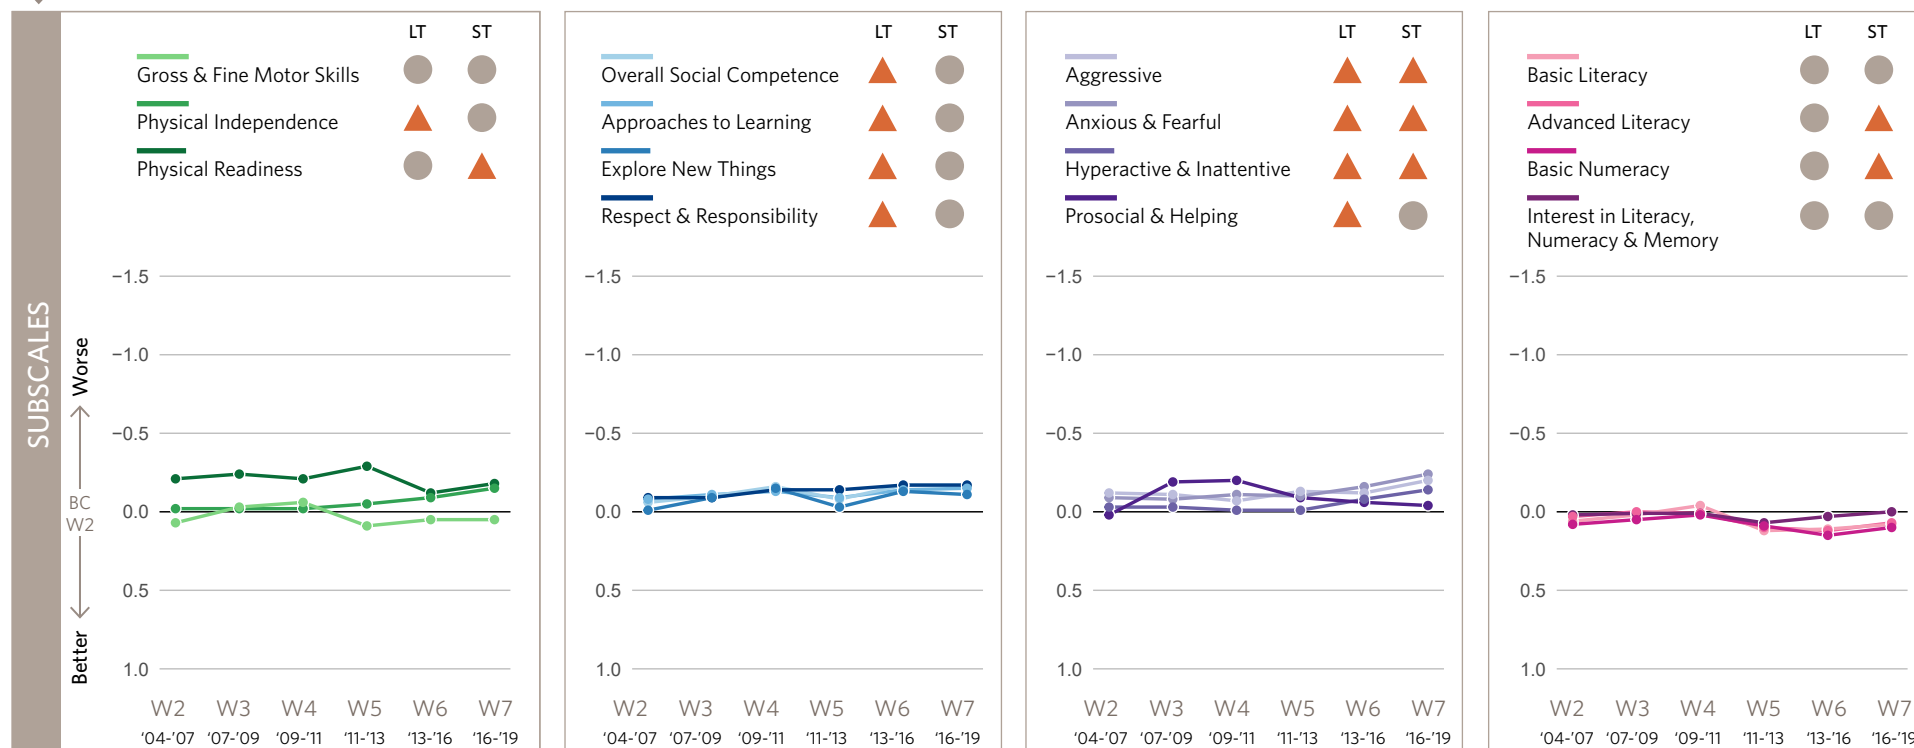 SUBSCALES
Worse
BC
W2
Better
LT ST
Gross & Fine Motor Skills
Physical Independence
Physical Readiness
−1.5
−1.0
−0.5
0.0
0.5
1.0
W2 W3 W4 W5 W6 W7
‘04-’07 ‘07-’09 ‘09-’11 ‘11-’13 ‘13-’16 ‘16-’19
LT ST
Overall Social Competence
Approaches to Learning
Explore New Things
Respect & Responsibility
−1.5
−1.0
−0.5
0.0
0.5
1.0
W2 W3 W4 W5 W6 W7
‘04-’07 ‘07-’09 ‘09-’11 ‘11-’13 ‘13-’16 ‘16-’19
LT ST
Aggressive
Anxious & Fearful
Hyperactive & Inattentive
Prosocial & Helping
−1.5
−1.0
−0.5
0.0
0.5
1.0
W2 W3 W4 W5 W6 W7
‘04-’07 ‘07-’09 ‘09-’11 ‘11-’13 ‘13-’16 ‘16-’19
LT ST
Basic Literacy
Advanced Literacy
Basic Numeracy
Interest in Literacy,
Numeracy & Memory
−1.5
−1.0
−0.5
0.0
0.5
1.0
W2 W3 W4 W5 W6 W7
‘04-’07 ‘07-’09 ‘09-’11 ‘11-’13 ‘13-’16 ‘16-’19